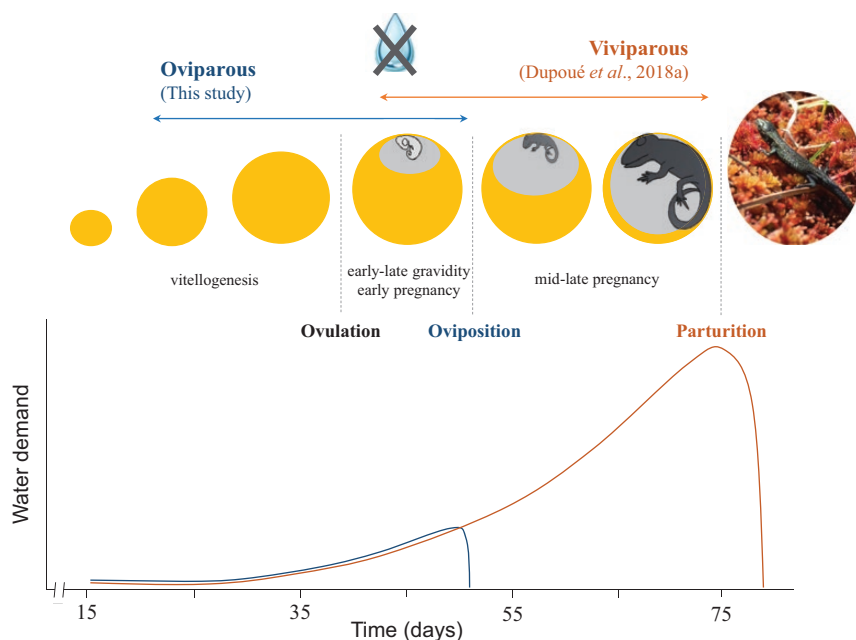 Oviparous
(This study)
Viviparous
(Dupoué et al., 2018a)
vitellogenesis
early-late gravidity
early pregnancy
mid-late pregnancy
Ovulation
Oviposition
Parturition
Water demand
15
35
55
75
Time (days)